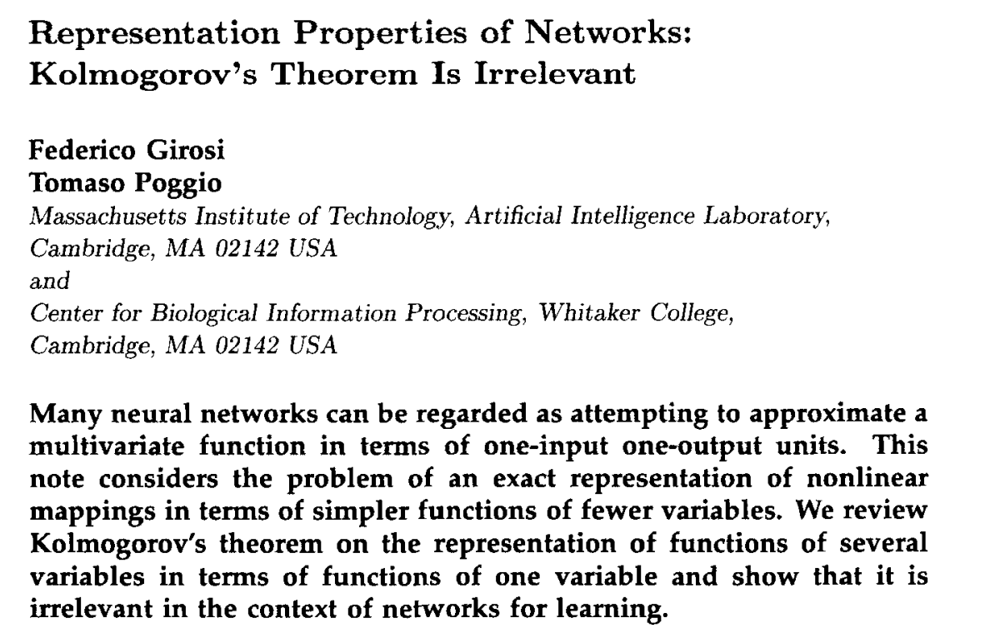 Representation Properties of Networks:
Kolmogorov's Theorem Is Irrelevant
Federico Girosi
Tomaso Poggio
Massachusetts Institute of Technology, Artificial Intelligence Laboratory,
Cambridge, MA 02142 USA
and
Center for Biological Information Processing, Whitaker College,
Cambridge, MA 02142 USA
Many neural networks can be regarded as attempting to approximate a
multivariate function in terms of one-input one-output units. This
note considers the problem of an exact representation of nonlinear
mappings in terms of simpler functions of fewer variables. We review
Kolmogorov's theorem on the representation of functions of several
variables in terms of functions of one variable and show that it is
irrelevant in the context of networks for learning.